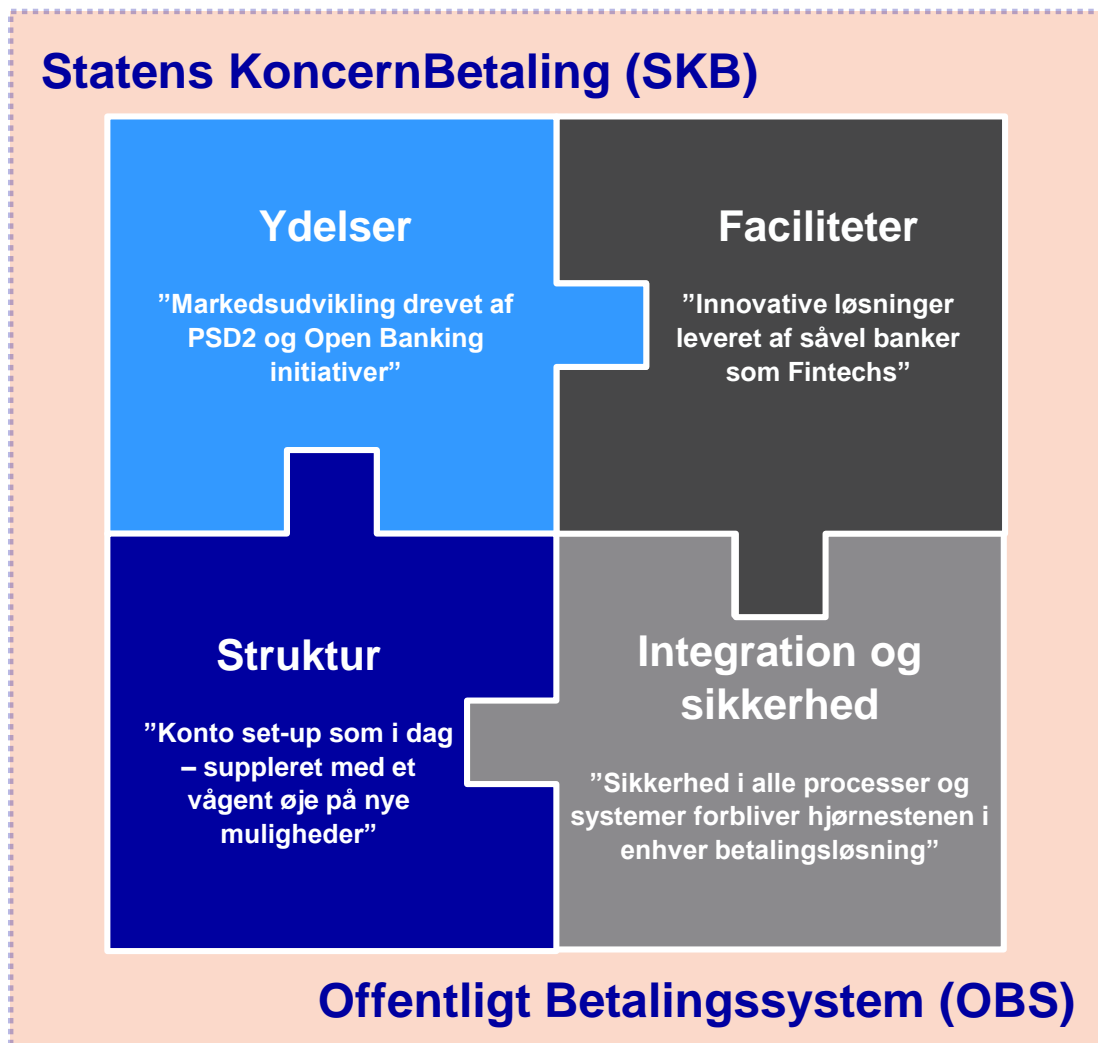 Statens KoncernBetaling (SKB)
Ydelser
”Markedsudvikling drevet af
PSD2 og Open Banking
initiativer”
Faciliteter
”Innovative løsninger
leveret af såvel banker
som Fintechs”
Struktur
”Konto set-up som i dag
– suppleret med et
vågent øje på nye
muligheder”
Integration og
sikkerhed
”Sikkerhed i alle processer og
systemer forbliver hjørnestenen i
enhver betalingsløsning”
Offentligt Betalingssystem (OBS)